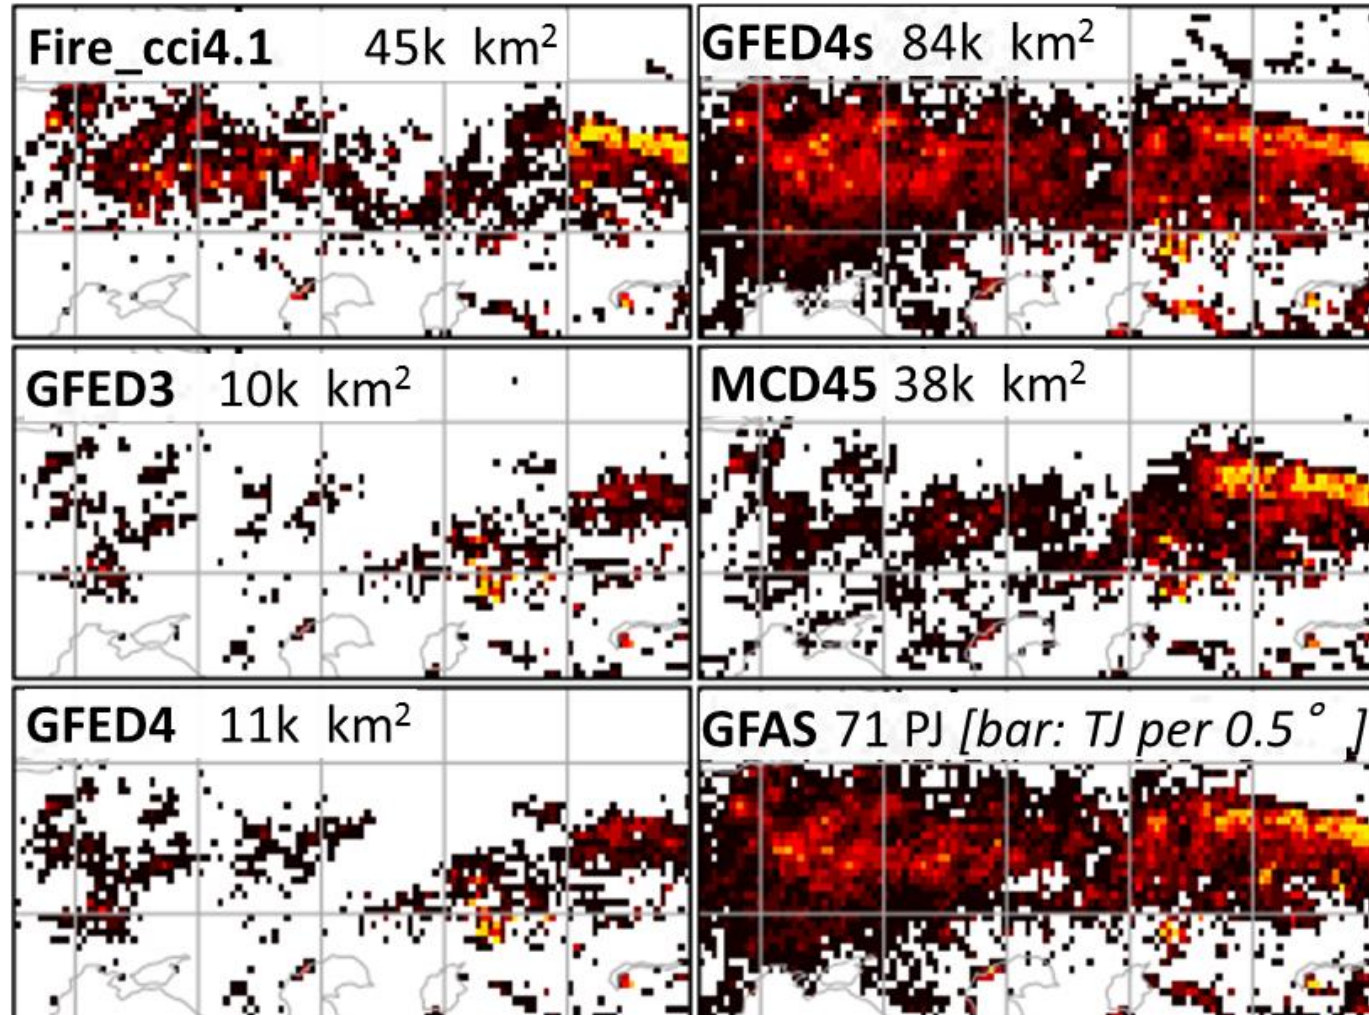 Fire_cci4.1 45k km²
GFED4s 84k km²
GFED3 10k km²
MCD45 38k km²
GFED4 11k km²
GFAS 71 PJ [bar: TJ per 0.5° ]